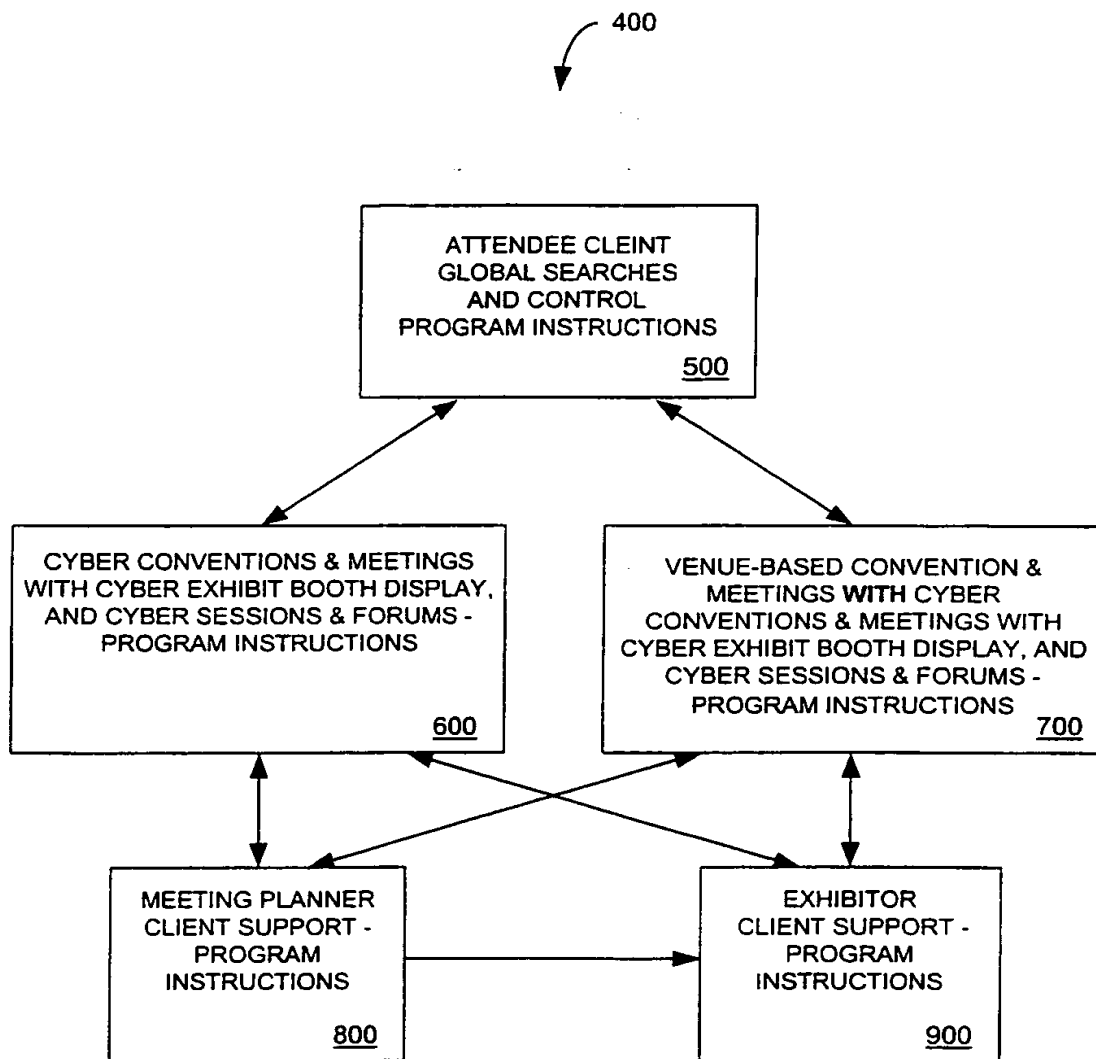 400
ATTENDEE CLEINT
GLOBAL SEARCHES
AND CONTROL
PROGRAM INSTRUCTIONS
500
CYBER CONVENTIONS & MEETINGS
WITH CYBER EXHIBIT BOOTH DISPLAY,
AND CYBER SESSIONS & FORUMS -
PROGRAM INSTRUCTIONS
600
VENUE-BASED CONVENTION &
MEETINGS WITH CYBER
CONVENTIONS & MEETINGS WITH
CYBER EXHIBIT BOOTH DISPLAY, AND
CYBER SESSIONS & FORUMS -
PROGRAM INSTRUCTIONS
700
MEETING PLANNER
CLIENT SUPPORT -
PROGRAM
INSTRUCTIONS
800
EXHIBITOR
CLIENT SUPPORT -
PROGRAM
INSTRUCTIONS
900